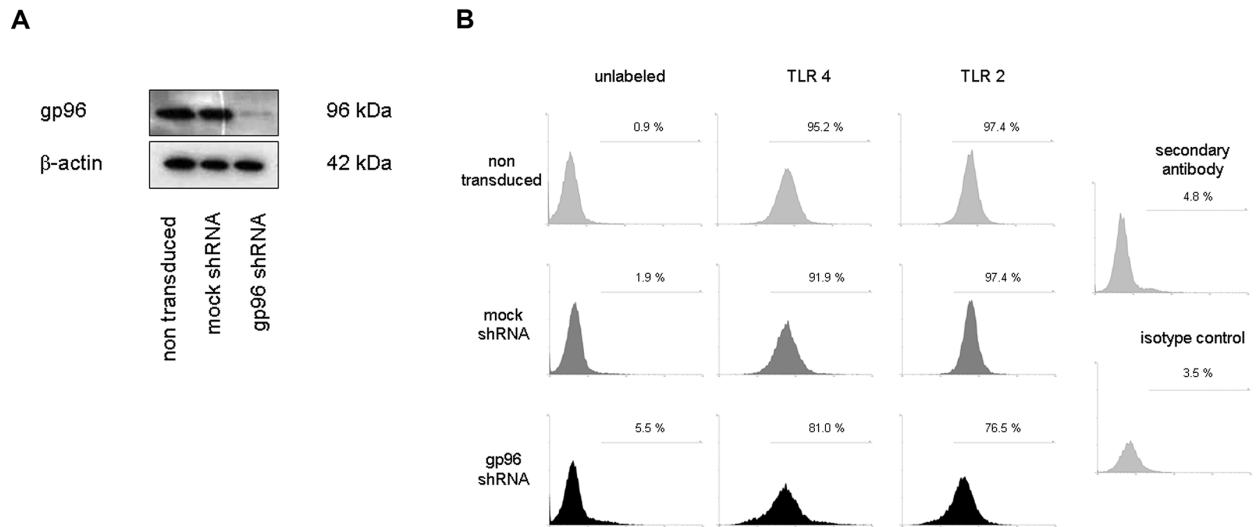 A
gp96
96 kDa
β-actin
42 kDa
non transduced
mock shRNA
gp96 shRNA
B
unlabeled
TLR 4
TLR 2
non
transduced
0.9 %
95.2 %
97.4 %
mock
shRNA
1.9 %
91.9 %
97.4 %
gp96
shRNA
5.5 %
81.0 %
76.5 %
secondary
antibody
4.8 %
isotype control
3.5 %